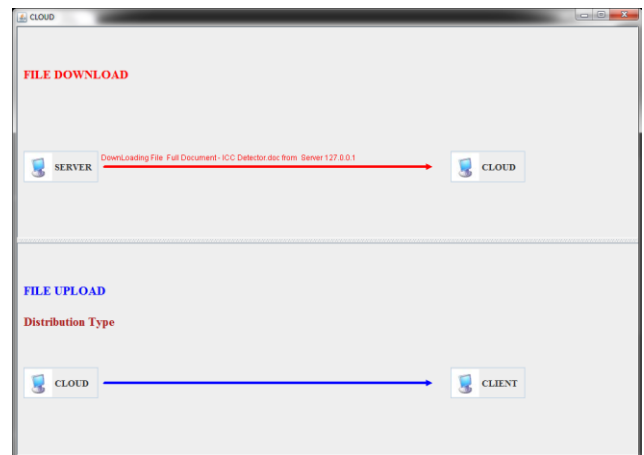 CLOUD
FILE DOWNLOAD
DownLoading File Full Document - ICC Detector.doc from Server 127.0.0.1
SERVER
CLOUD
FILE UPLOAD
Distribution Type
CLOUD
CLIENT